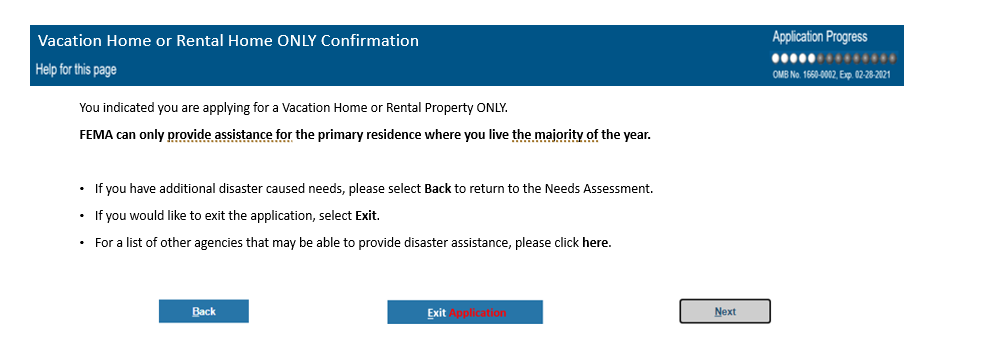 Vacation Home or Rental Home ONLY Confirmation
Application Progress
Help for this page
OMB No. 1660-0002, Exp. 02-28-2021
You indicated you are applying for a Vacation Home or Rental Property ONLY.
FEMA can only provide assistance for the primary residence where you live the majority of the year.
• If you have additional disaster caused needs, please select Back to return to the Needs Assessment.
• If you would like to exit the application, select Exit.
• For a list of other agencies that may be able to provide disaster assistance, please click here.
Back
Exit Application
Next